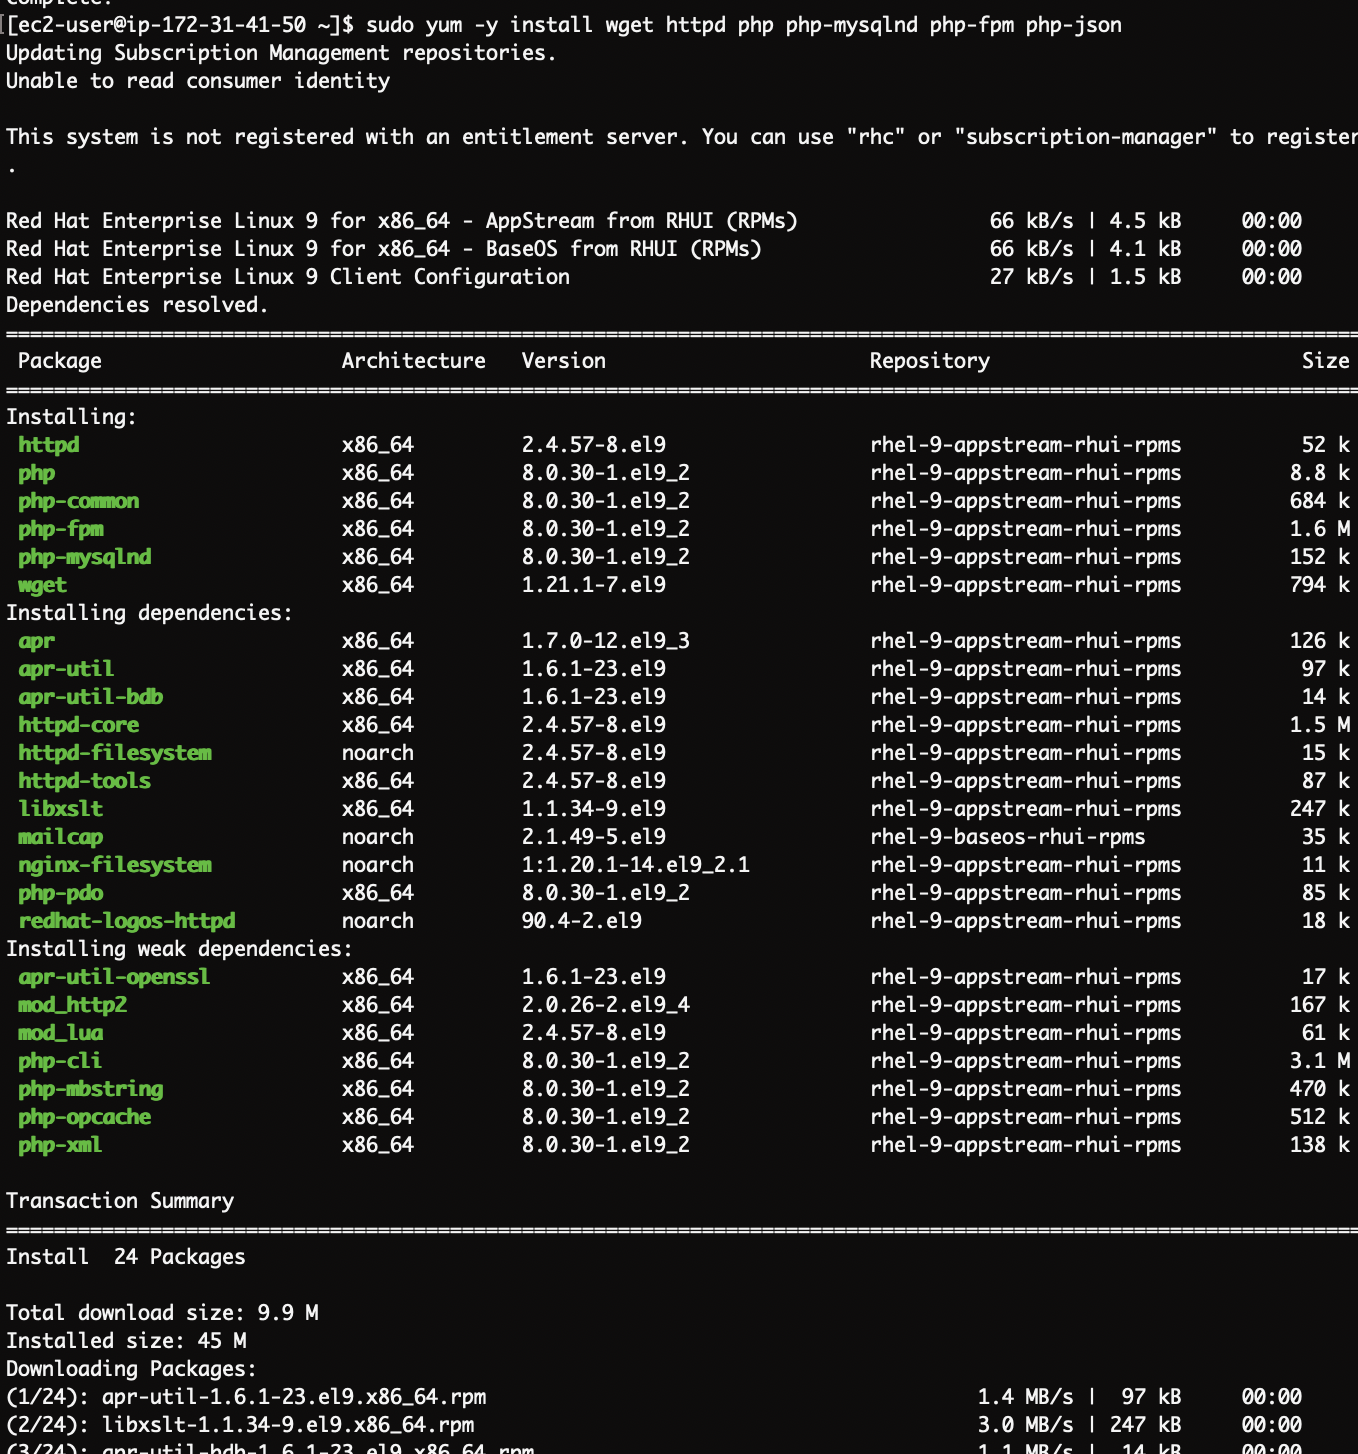 Complete!
[[ec2-user@ip-172-31-41-50 ~]$ sudo yum -y install wget httpd php php-mysqlnd php-fpm php-json
Updating Subscription Management repositories.
Unable to read consumer identity
This system is not registered with an entitlement server. You can use "rhc" or "subscription-manager" to register
.
Red Hat Enterprise Linux 9 for x86_64 - AppStream from RHUI (RPMs) 66 kB/s | 4.5 kB 00:00
Red Hat Enterprise Linux 9 for x86_64 - BaseOS from RHUI (RPMs) 66 kB/s | 4.1 kB 00:00
Red Hat Enterprise Linux 9 Client Configuration 27 kB/s | 1.5 kB 00:00
Dependencies resolved.
Package Architecture Version Repository Size
Installing:
httpd x86_64 2.4.57-8.el9 rhel-9-appstream-rhui-rpms 52 k
php x86_64 8.0.30-1.el9_2 rhel-9-appstream-rhui-rpms 8.8 k
php-common x86_64 8.0.30-1.el9_2 rhel-9-appstream-rhui-rpms 684 k
php-fpm x86_64 8.0.30-1.el9_2 rhel-9-appstream-rhui-rpms 1.6 M
php-mysqlnd x86_64 8.0.30-1.el9_2 rhel-9-appstream-rhui-rpms 152 k
wget x86_64 1.21.1-7.el9 rhel-9-appstream-rhui-rpms 794 k
Installing dependencies:
apr x86_64 1.7.0-12.el9_3 rhel-9-appstream-rhui-rpms 126 k
apr-util x86_64 1.6.1-23.el9 rhel-9-appstream-rhui-rpms 97 k
apr-util-bdb x86_64 1.6.1-23.el9 rhel-9-appstream-rhui-rpms 14 k
httpd-core x86_64 2.4.57-8.el9 rhel-9-appstream-rhui-rpms 1.5 M
httpd-filesystem noarch 2.4.57-8.el9 rhel-9-appstream-rhui-rpms 15 k
httpd-tools x86_64 2.4.57-8.el9 rhel-9-appstream-rhui-rpms 87 k
libxslt x86_64 1.1.34-9.el9 rhel-9-appstream-rhui-rpms 247 k
mailcap noarch 2.1.49-5.el9 rhel-9-baseos-rhui-rpms 35 k
nginx-filesystem noarch 1:1.20.1-14.el9_2.1 rhel-9-appstream-rhui-rpms 11 k
php-pdo x86_64 8.0.30-1.el9_2 rhel-9-appstream-rhui-rpms 85 k
redhat-logos-httpd noarch 90.4-2.el9 rhel-9-appstream-rhui-rpms 18 k
Installing weak dependencies:
apr-util-openssl x86_64 1.6.1-23.el9 rhel-9-appstream-rhui-rpms 17 k
mod_http2 x86_64 2.0.26-2.el9_4 rhel-9-appstream-rhui-rpms 167 k
mod_lua x86_64 2.4.57-8.el9 rhel-9-appstream-rhui-rpms 61 k
php-cli x86_64 8.0.30-1.el9_2 rhel-9-appstream-rhui-rpms 3.1 M
php-mbstring x86_64 8.0.30-1.el9_2 rhel-9-appstream-rhui-rpms 470 k
php-opcache x86_64 8.0.30-1.el9_2 rhel-9-appstream-rhui-rpms 512 k
php-xml x86_64 8.0.30-1.el9_2 rhel-9-appstream-rhui-rpms 138 k
Transaction Summary
Install 24 Packages
Total download size: 9.9 M
Installed size: 45 M
Downloading Packages:
(1/24): apr-util-1.6.1-23.el9.x86_64.rpm 1.4 MB/s | 97 kB 00:00
(2/24): libxslt-1.1.34-9.el9.x86_64.rpm 3.0 MB/s | 247 kB 00:00
(3/24): apr-util-bdb-1.6.1-23.el9.x86_64.rpm 1.1 MB/s | 14 kB 00:00